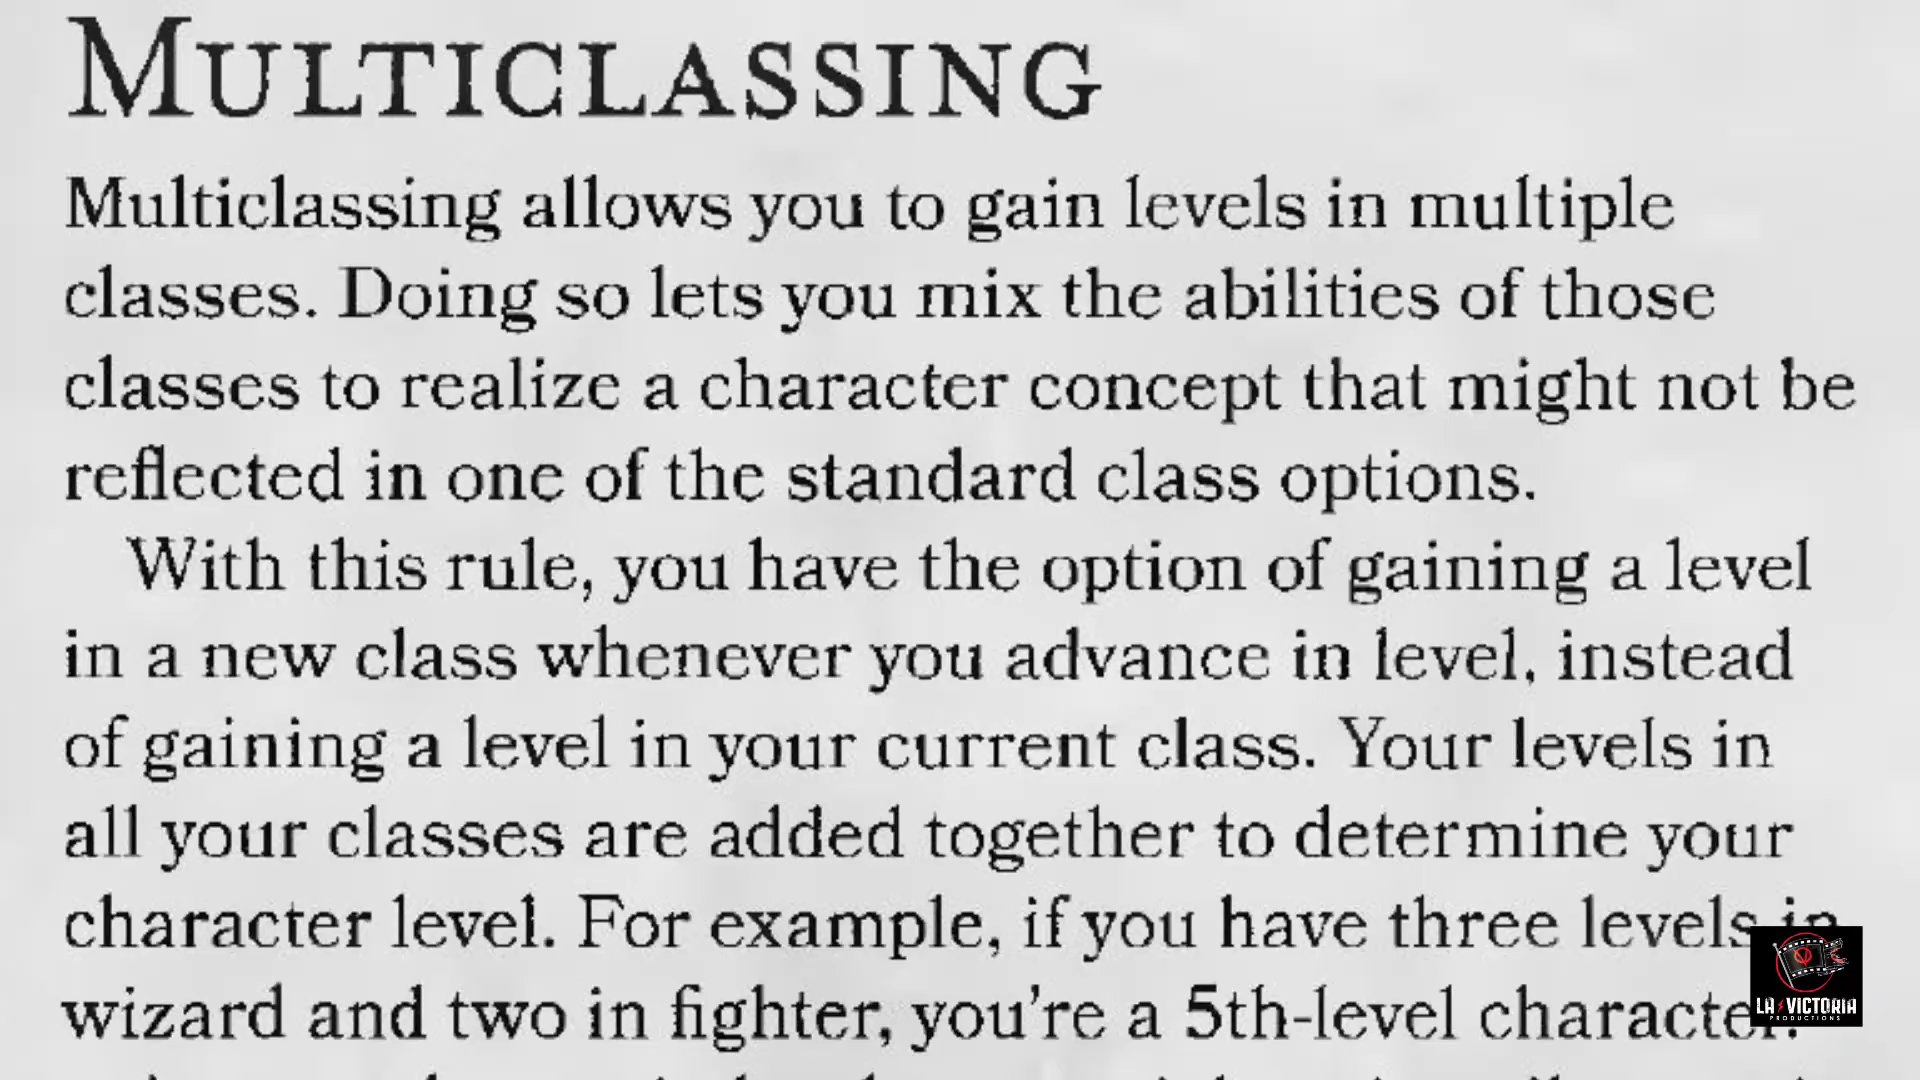 MULTICLASSING
Multiclassing allows you to gain levels in multiple
classes. Doing so lets you mix the abilities of those
classes to realize a character concept that might not be
reflected in one of the standard class options.
With this rule, you have the option of gaining a level
in a new class whenever you advance in level, instead
of gaining a level in your current class. Your levels in
all your classes are added together to determine your
character level. For example, if you have three levels in
wizard and two in fighter, you're a 5th-level character.
LA VICTORIA
PRODUCTIONS